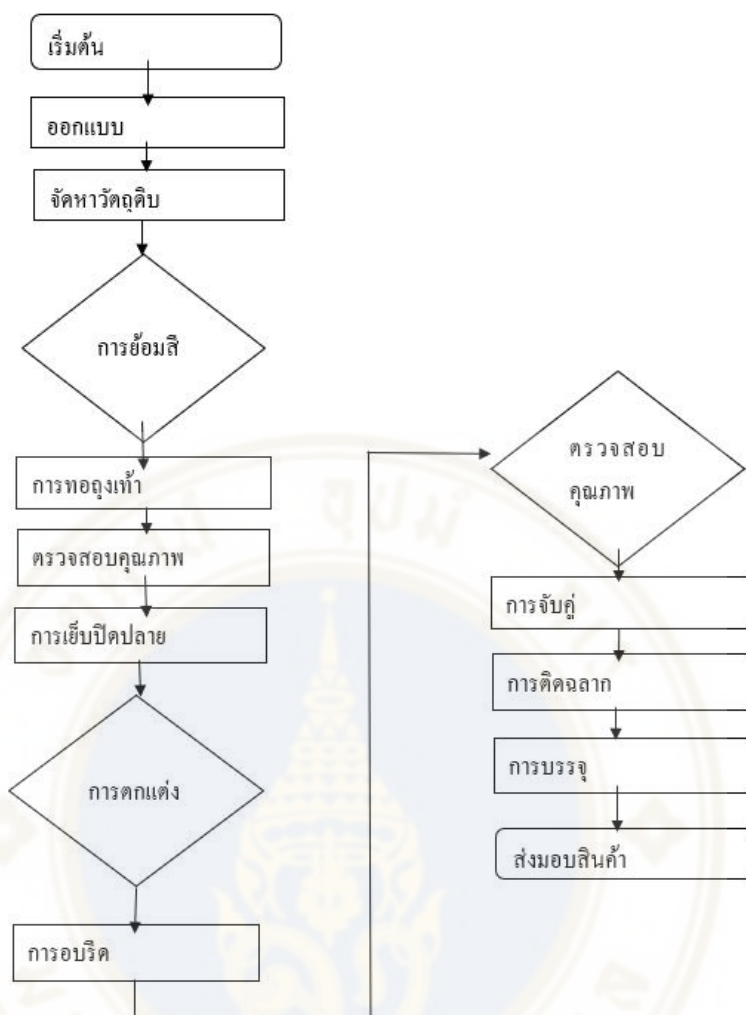 เริ่มต้น
ออกแบบ
จัดหาวัตถุดิบ
การย้อมสี
การทอถุงเท้า
ตรวจสอบคุณภาพ
การเย็บปิดปลาย
การตกแต่ง
การอบรีด
ตรวจสอบ
คุณภาพ
การจับคู่
การติดฉลาก
การบรรจุ
ส่งมอบสินค้า